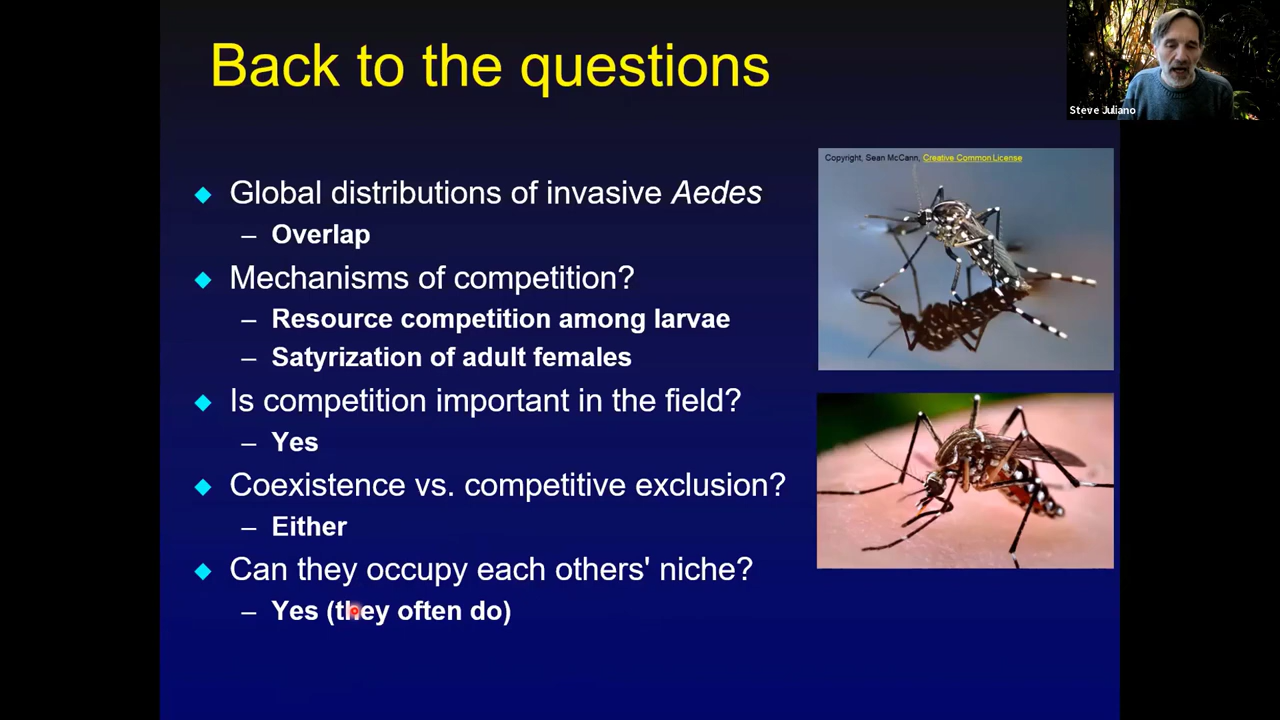 Back to the questions
Steve Juliano
Copyright, Sean McCann, Creative Common License
Global distributions of invasive Aedes
– Overlap
Mechanisms of competition?
– Resource competition among larvae
– Satyrization of adult females
Is competition important in the field?
– Yes
Coexistence vs. competitive exclusion?
– Either
Can they occupy each others' niche?
– Yes (they often do)